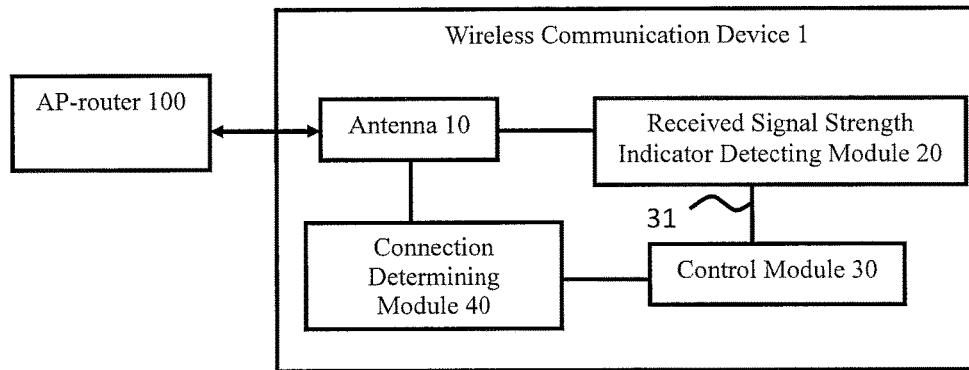 Wireless Communication Device 1
AP-router 100
Antenna 10
Received Signal Strength
Indicator Detecting Module 20
31
Connection
Determining
Module 40
Control Module 30